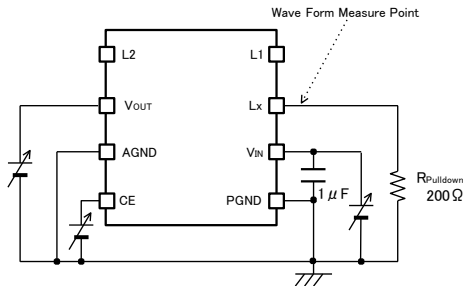 Wave Form Measure Point
L2
L1
VOUT
Lx
AGND
VIN
CE
PGND
1μF
RPulldown
200Ω